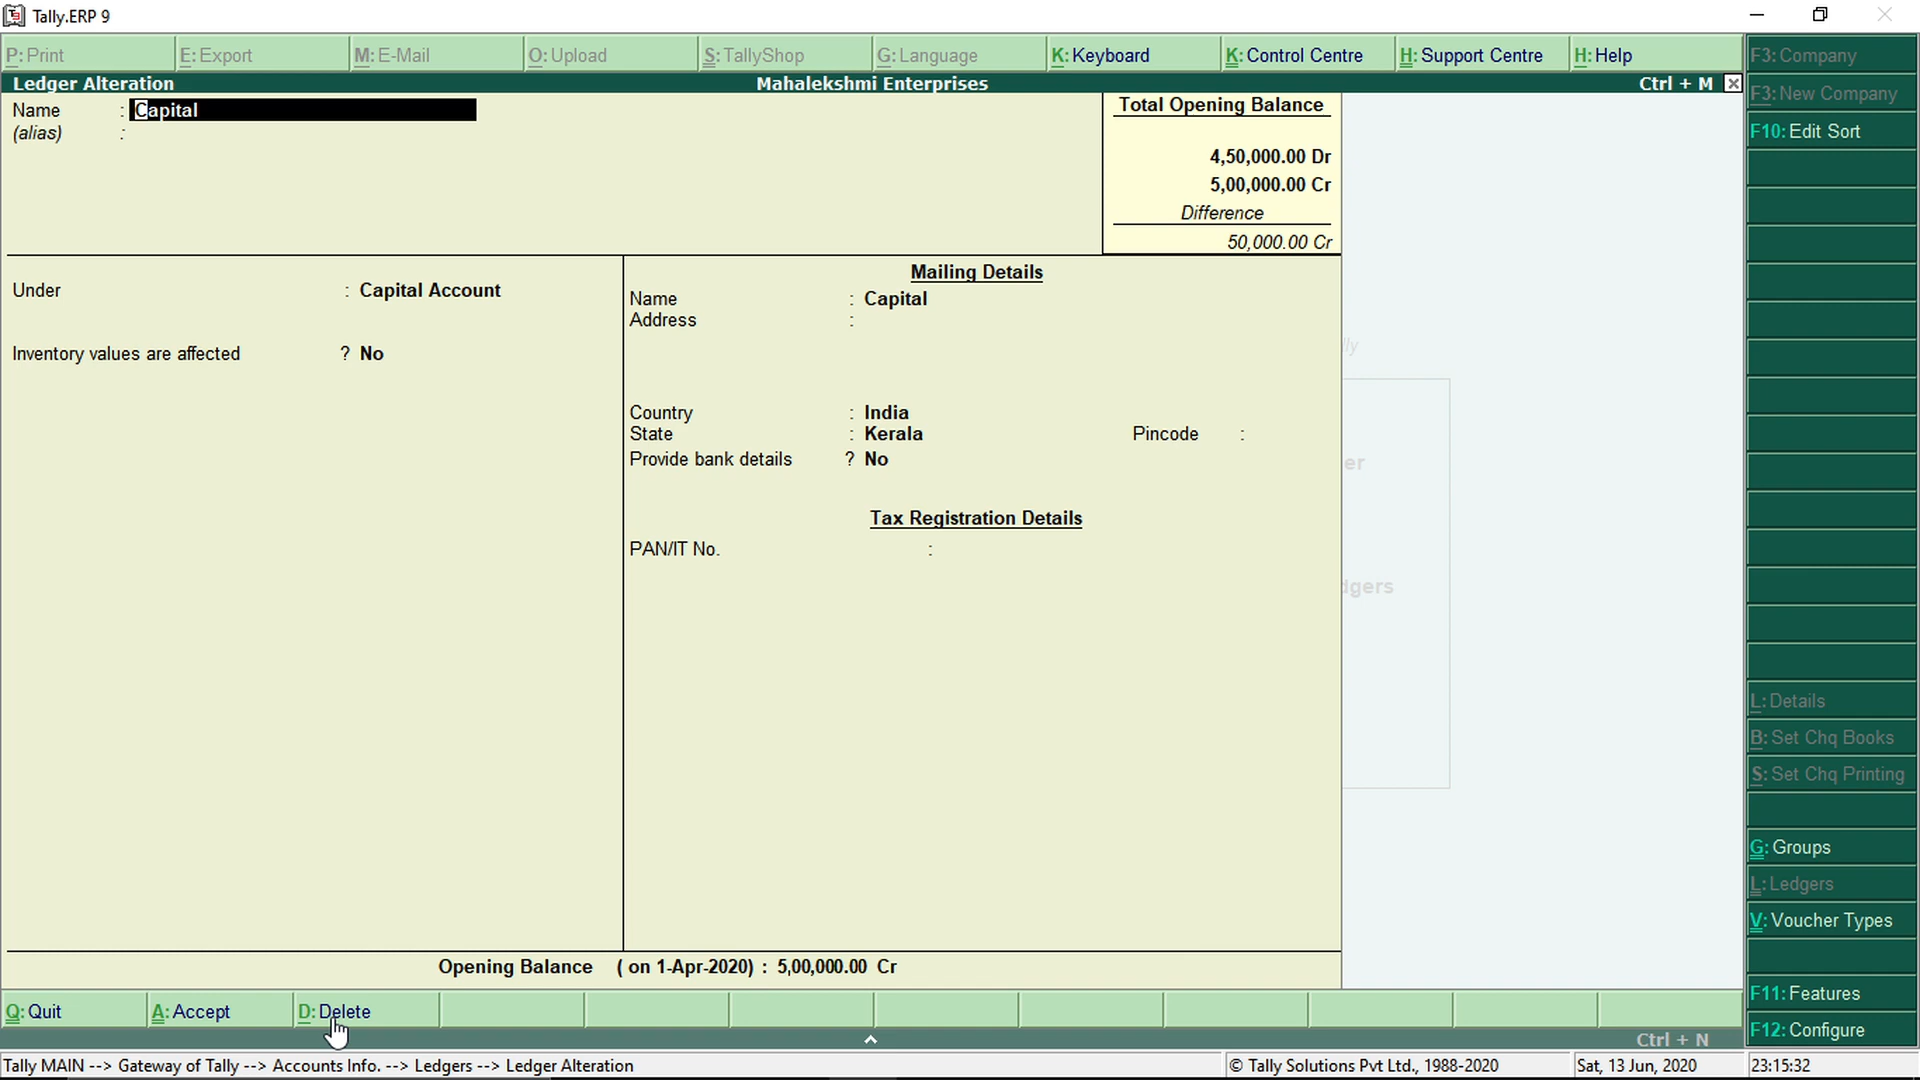 Tally.ERP 9
P: Print E: Export M: E-Mail O: Upload S: TallyShop G: Language K: Keyboard K: Control Centre H: Support Centre H: Help
Ledger Alteration Mahalekshmi Enterprises Ctrl + M
Name : Capital
(alias) :
Total Opening Balance
4,50,000.00 Dr
5,00,000.00 Cr
Difference
50,000.00 Cr
Under : Capital Account
Inventory values are affected ? No
Mailing Details
Name : Capital
Address :
Country : India
State : Kerala Pincode :
Provide bank details ? No
Tax Registration Details
PAN/IT No. :
lly
er
dgers
Opening Balance ( on 1-Apr-2020) : 5,00,000.00 Cr
Q: Quit A: Accept D: Delete
Ctrl + N
F3: Company
F3: New Company
F10: Edit Sort
L: Details
B: Set Chq Books
S: Set Chq Printing
G: Groups
L: Ledgers
V: Voucher Types
F11: Features
F12: Configure
Tally MAIN --> Gateway of Tally --> Accounts Info. --> Ledgers --> Ledger Alteration © Tally Solutions Pvt Ltd., 1988-2020 Sat, 13 Jun, 2020 23:15:32